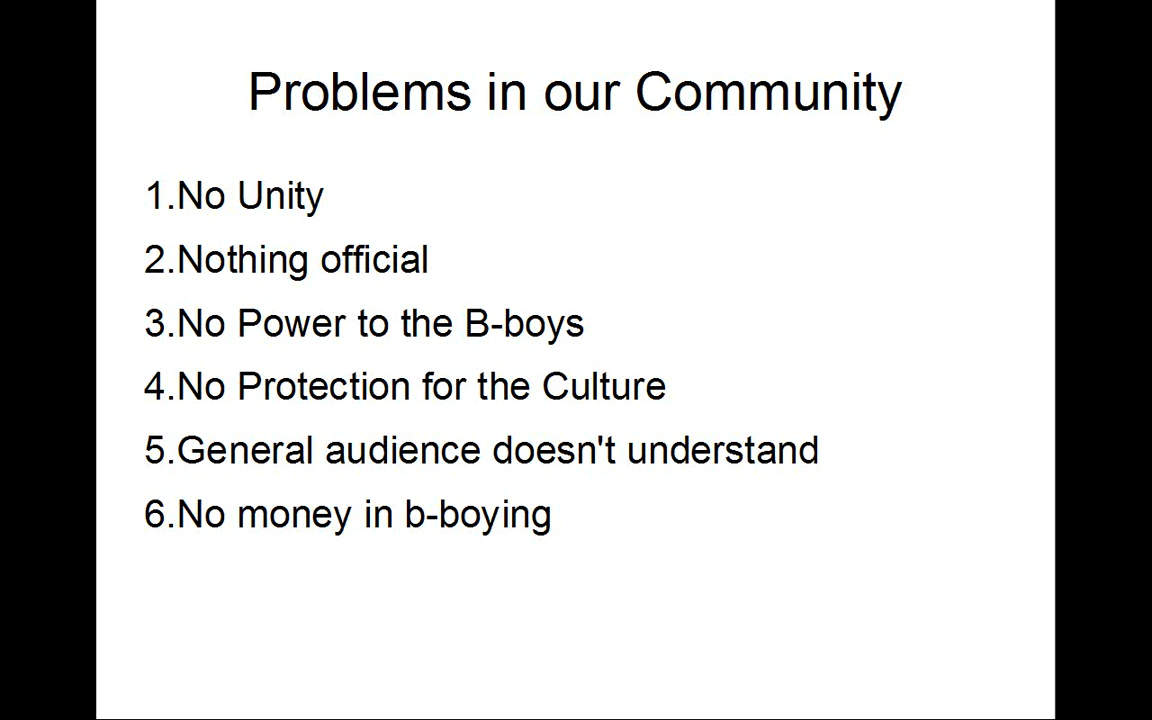 Problems in our Community
1.No Unity
2.Nothing official
3.No Power to the B-boys
4.No Protection for the Culture
5.General audience doesn't understand
6.No money in b-boying